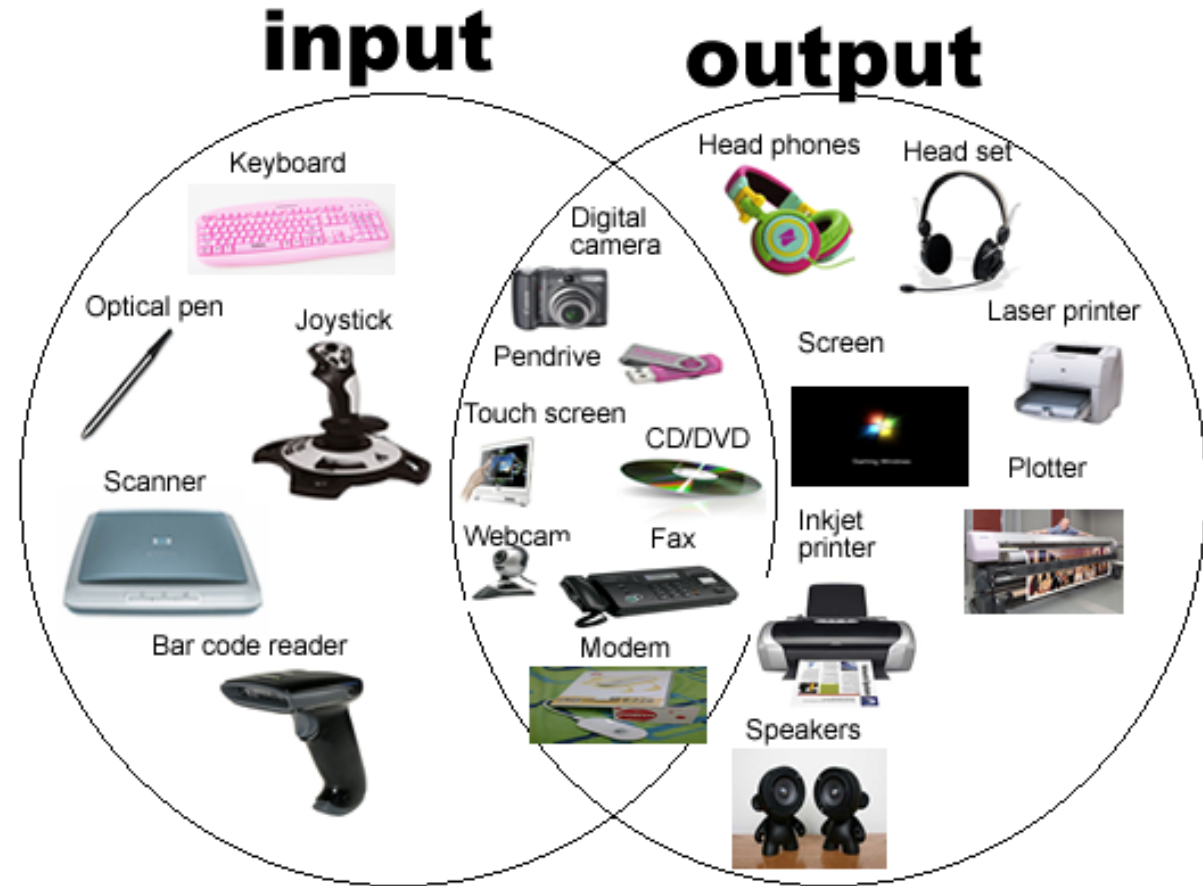 input
output
Keyboard
Head phones
Head set
Digital
camera
Optical pen
Joystick
Laser printer
Pendrive
Screen
Touch screen
CD/DVD
Scanner
Plotter
Webcam
Fax
Inkjet
printer
Bar code reader
Modem
Speakers